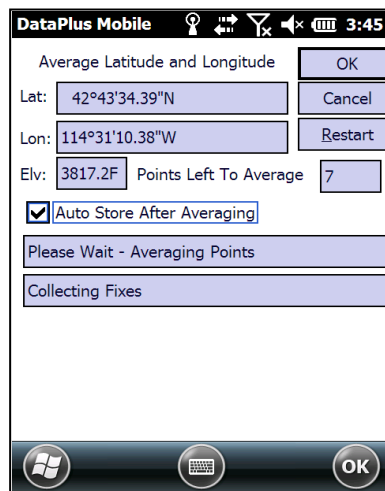 DataPlus Mobile 3:45
Average Latitude and Longitude OK
Lat: 42°43'34.39"N Cancel
Lon: 114°31'10.38"W Restart
Elv: 3817.2F Points Left To Average 7
Auto Store After Averaging
Please Wait - Averaging Points
Collecting Fixes
OK